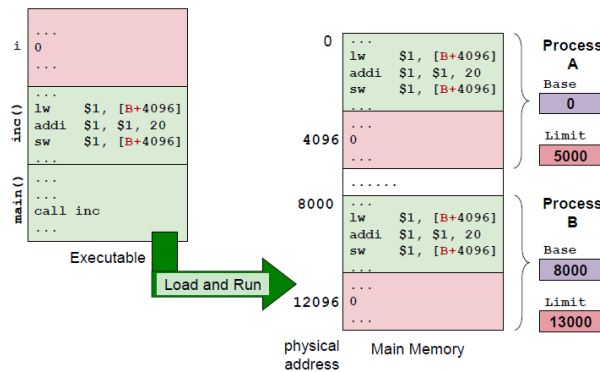 ...
i
0
...
inc()
...
lw $1, [B+4096]
addi $1, $1, 20
sw $1, [B+4096]
...
main()
...
...
call inc
...
Executable
Load and Run
0
...
lw $1, [B+4096]
addi $1, $1, 20
sw $1, [B+4096]
...
4096
...
0
...
......
8000
...
lw $1, [B+4096]
addi $1, $1, 20
sw $1, [B+4096]
...
12096
...
0
...
physical
address
Main Memory
Process
A
Base
0
Limit
5000
Process
B
Base
8000
Limit
13000